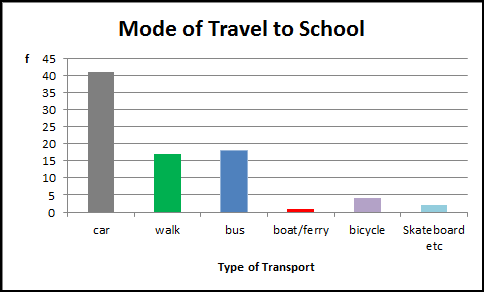 Mode of Travel to School
f
45
40
35
30
25
20
15
10
5
0
car walk bus boat/ferry bicycle Skateboard
etc
Type of Transport